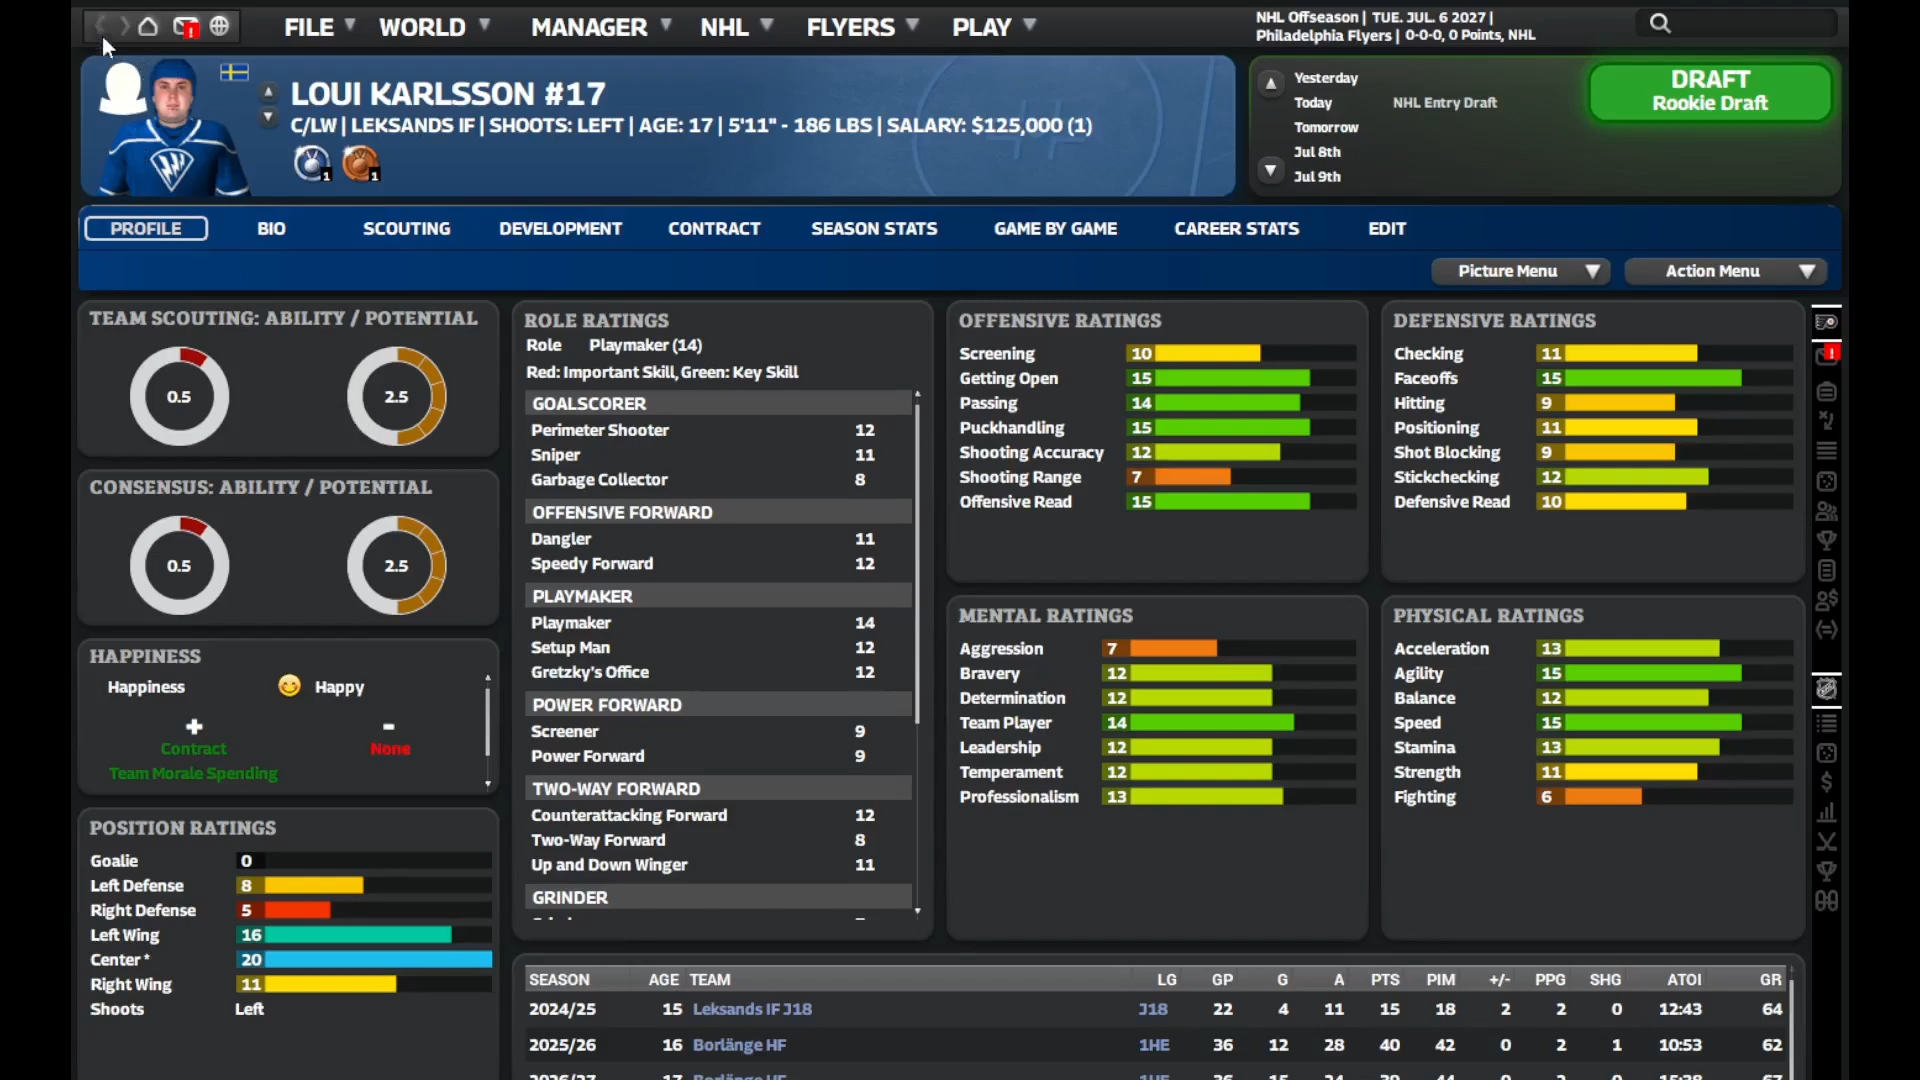 FILE WORLD MANAGER NHL FLYERS PLAY
NHL Offseason | TUE. JUL. 6 2027 |
Philadelphia Flyers | 0-0-0, 0 Points, NHL
LOUI KARLSSON #17
C/LW | LEKSANDS IF | SHOOTS: LEFT | AGE: 17 | 5'11" - 186 LBS | SALARY: $125,000 (1)
1 1
Yesterday
Today NHL Entry Draft
Tomorrow
Jul 8th
Jul 9th
DRAFT
Rookie Draft
PROFILE BIO SCOUTING DEVELOPMENT CONTRACT SEASON STATS GAME BY GAME CAREER STATS EDIT
Picture Menu Action Menu
TEAM SCOUTING: ABILITY / POTENTIAL
0.5 2.5
CONSENSUS: ABILITY / POTENTIAL
0.5 2.5
HAPPINESS
Happiness Happy
+ -
Contract None
Team Morale Spending
POSITION RATINGS
Goalie 0
Left Defense 8
Right Defense 5
Left Wing 16
Center * 20
Right Wing 11
Shoots Left
ROLE RATINGS
Role Playmaker (14)
Red: Important Skill, Green: Key Skill
GOALSCORER
Perimeter Shooter 12
Sniper 11
Garbage Collector 8
OFFENSIVE FORWARD
Dangler 11
Speedy Forward 12
PLAYMAKER
Playmaker 14
Setup Man 12
Gretzky's Office 12
POWER FORWARD
Screener 9
Power Forward 9
TWO-WAY FORWARD
Counterattacking Forward 12
Two-Way Forward 8
Up and Down Winger 11
GRINDER
OFFENSIVE RATINGS
Screening 10
Getting Open 15
Passing 14
Puckhandling 15
Shooting Accuracy 12
Shooting Range 7
Offensive Read 15
DEFENSIVE RATINGS
Checking 11
Faceoffs 15
Hitting 9
Positioning 11
Shot Blocking 9
Stickchecking 12
Defensive Read 10
MENTAL RATINGS
Aggression 7
Bravery 12
Determination 12
Team Player 14
Leadership 12
Temperament 12
Professionalism 13
PHYSICAL RATINGS
Acceleration 13
Agility 15
Balance 12
Speed 15
Stamina 13
Strength 11
Fighting 6
SEASON AGE TEAM LG GP G A PTS PIM +/- PPG SHG ATOI GR
2024/25 15 Leksands IF J18 J18 22 4 11 15 18 2 2 0 12:43 64
2025/26 16 Borlänge HF 1HE 36 12 28 40 42 0 2 1 10:53 62